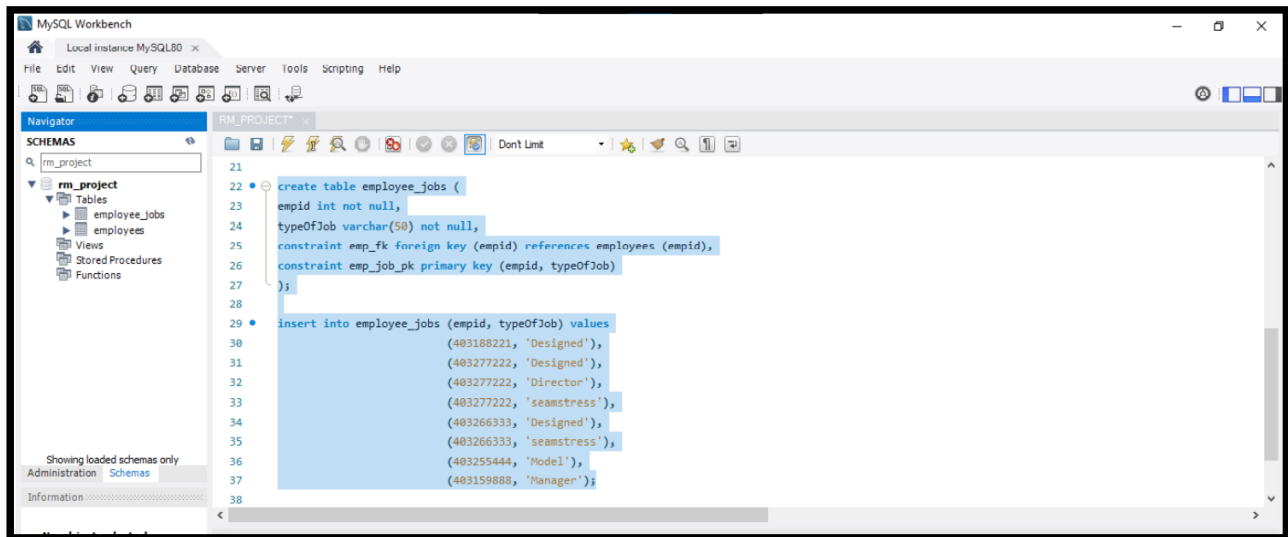 MySQL Workbench
Local instance MySQL80 ×
File Edit View Query Database Server Tools Scripting Help
Navigator
RM_PROJECT* ×
SCHEMAS
Don't Limit
rm_project
rm_project
Tables
employee_jobs
employees
Views
Stored Procedures
Functions
21
22 create table employee_jobs (
23 empid int not null,
24 typeOfJob varchar(50) not null,
25 constraint emp_fk foreign key (empid) references employees (empid),
26 constraint emp_job_pk primary key (empid, typeOfJob)
27 );
28
29 insert into employee_jobs (empid, typeOfJob) values
30 (403188221, 'Designed'),
31 (403277222, 'Designed'),
32 (403277222, 'Director'),
33 (403277222, 'seamstress'),
34 (403266333, 'Designed'),
35 (403266333, 'seamstress'),
36 (403255444, 'Model'),
37 (403159888, 'Manager');
38
Showing loaded schemas only
Administration Schemas
Information